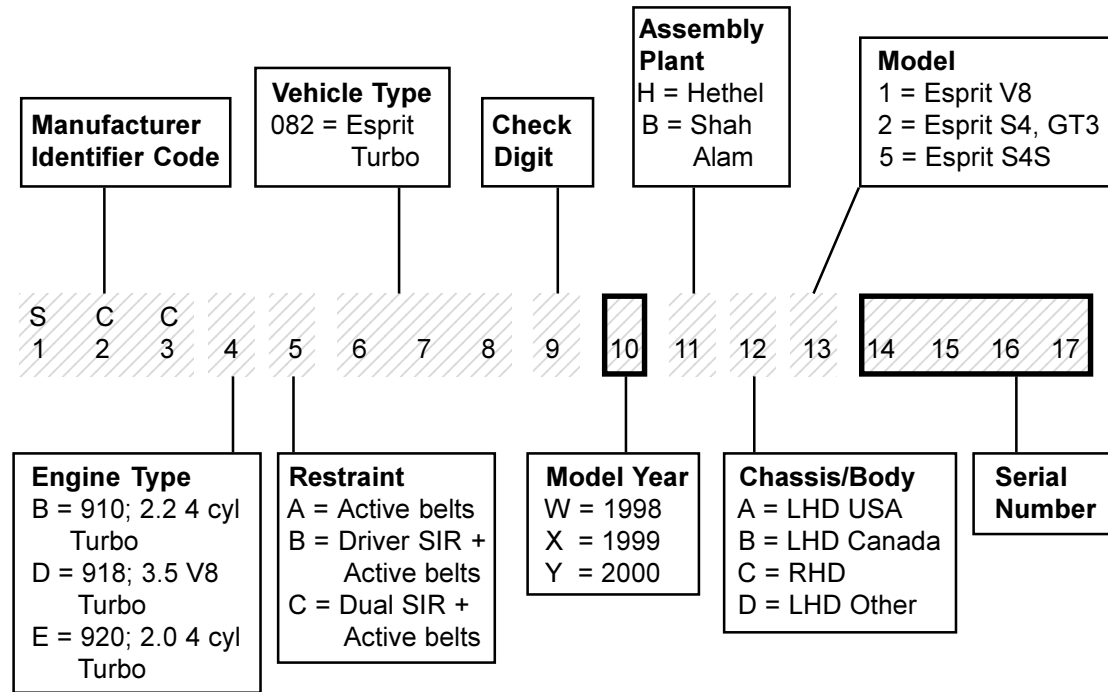 Manufacturer
Identifier Code
Vehicle Type
082 = Esprit
Turbo
Check
Digit
Assembly
Plant
H = Hethel
B = Shah
Alam
Model
1 = Esprit V8
2 = Esprit S4, GT3
5 = Esprit S4S
S C C
1 2 3 4 5 6 7 8 9 10 11 12 13 14 15 16 17
Engine Type
B = 910; 2.2 4 cyl
Turbo
D = 918; 3.5 V8
Turbo
E = 920; 2.0 4 cyl
Turbo
Restraint
A = Active belts
B = Driver SIR +
Active belts
C = Dual SIR +
Active belts
Model Year
W = 1998
X = 1999
Y = 2000
Chassis/Body
A = LHD USA
B = LHD Canada
C = RHD
D = LHD Other
Serial
Number